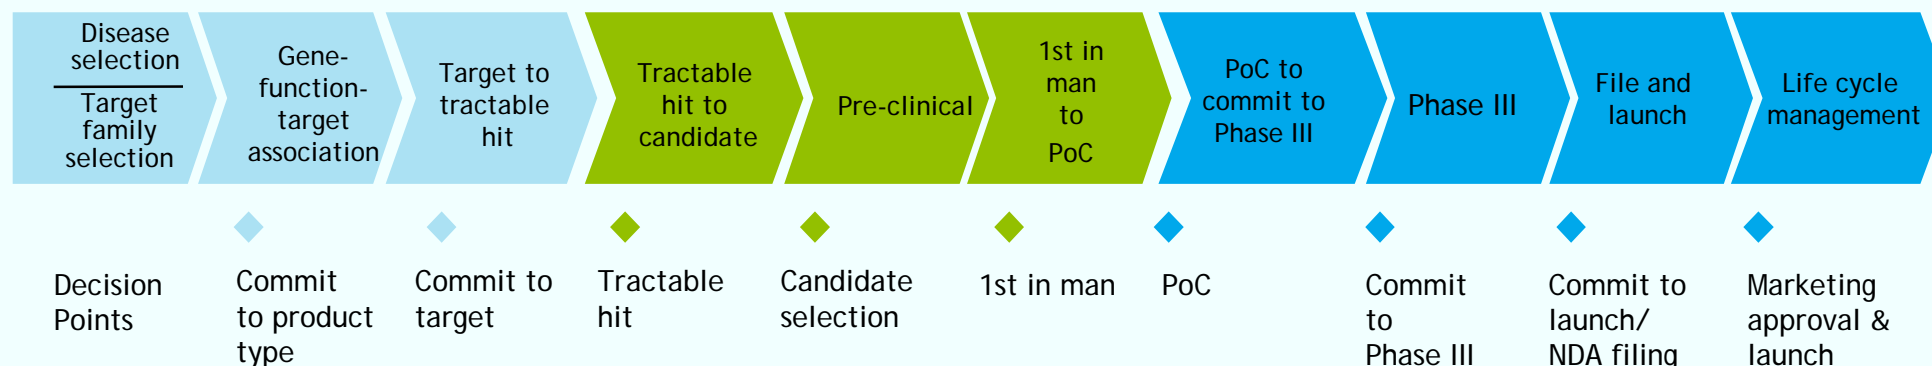 Disease
selection
Target
family
selection
Gene-
function-
target
association
Target to
tractable
hit
Tractable
hit to
candidate
Pre-clinical
1st in
man
to
PoC
PoC to
commit to
Phase III
Phase III
File and
launch
Life cycle
management
Decision
Points
Commit
to product
type
Commit to
target
Tractable
hit
Candidate
selection
1st in man
PoC
Commit
to
Phase III
Commit to
launch/
NDA filing
Marketing
approval &
launch